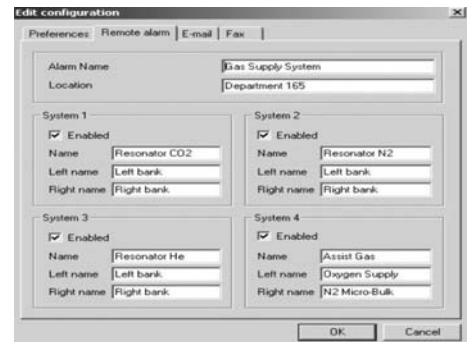 Edit configuration
Preferences Remote alarm E-mail Fax
Alarm Name Gas Supply System
Location Department 165
System 1
Enabled
Name Resonator CO2
Left name Left bank
Right name Right bank
System 2
Enabled
Name Resonator N2
Left name Left bank
Right name Right bank
System 3
Enabled
Name Resonator He
Left name Left bank
Right name Right bank
System 4
Enabled
Name Assist Gas
Left name Oxygen Supply
Right name N2 Micro-Bulk
OK Cancel